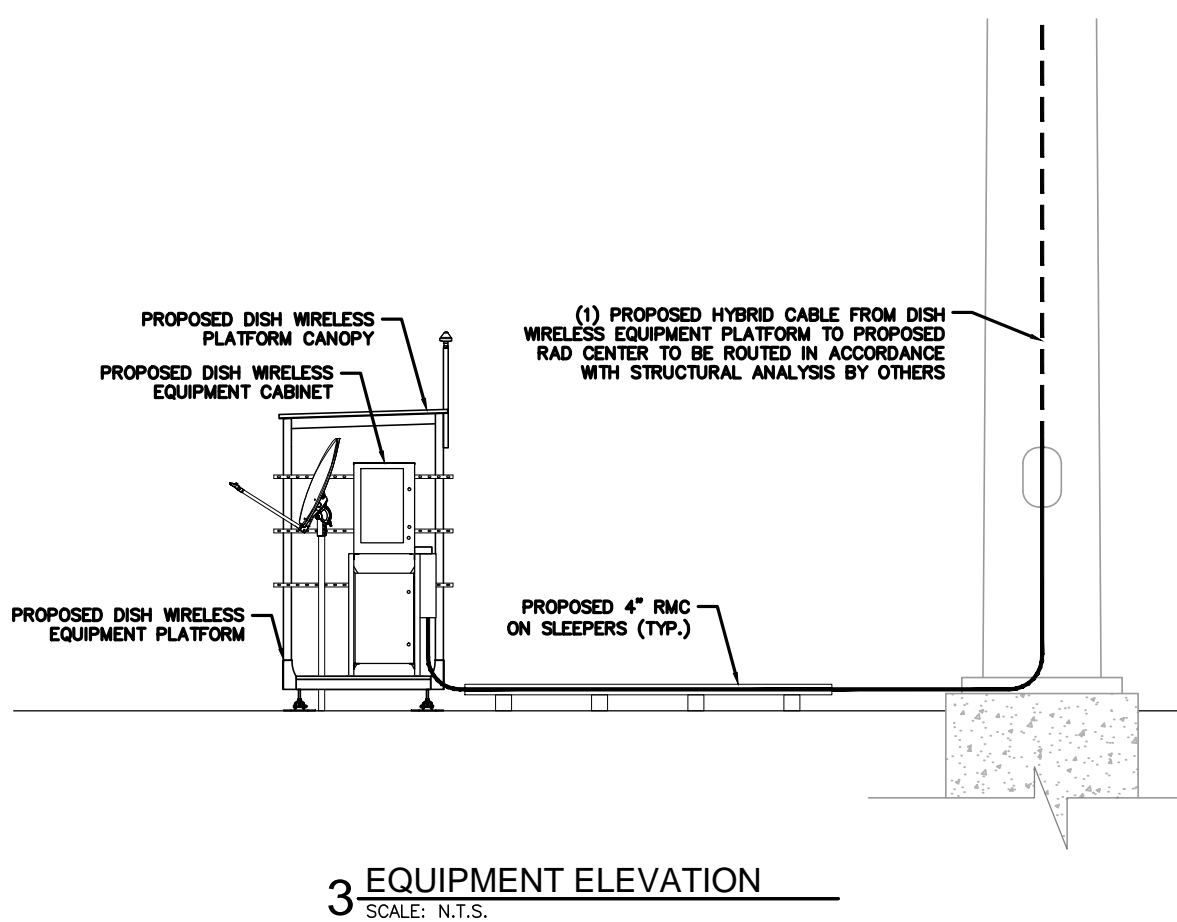 PROPOSED DISH WIRELESS
PLATFORM CANOPY
PROPOSED DISH WIRELESS
EQUIPMENT CABINET
(1) PROPOSED HYBRID CABLE FROM DISH
WIRELESS EQUIPMENT PLATFORM TO PROPOSED
RAD CENTER TO BE ROUTED IN ACCORDANCE
WITH STRUCTURAL ANALYSIS BY OTHERS
PROPOSED DISH WIRELESS
EQUIPMENT PLATFORM
PROPOSED 4" RMC
ON SLEEPERS (TYP.)
3 EQUIPMENT ELEVATION
SCALE: N.T.S.